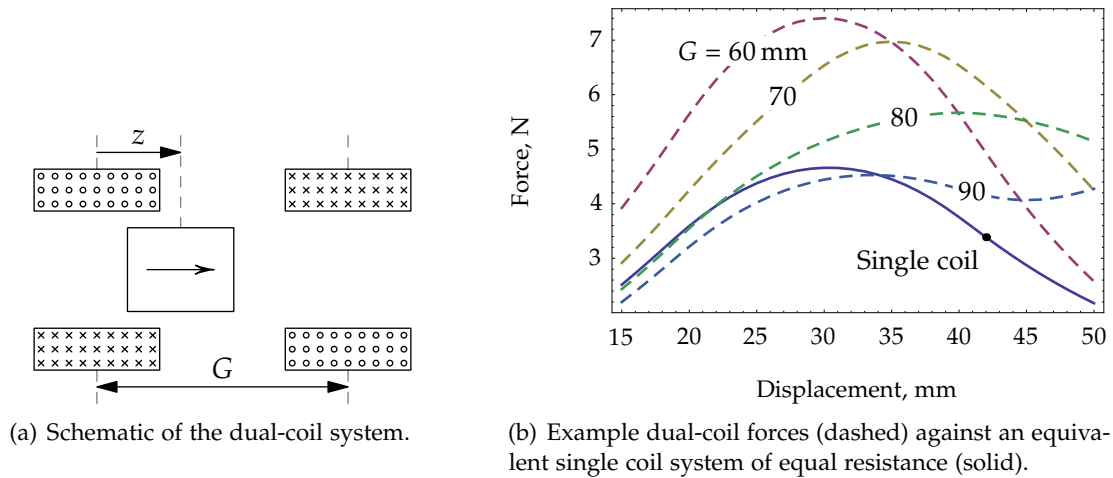 z
G
(a) Schematic of the dual-coil system.
Force, N
7
6
5
4
3
G = 60 mm
70
80
90
Single coil
15 20 25 30 35 40 45 50
Displacement, mm
(b) Example dual-coil forces (dashed) against an equiva-
lent single coil system of equal resistance (solid).